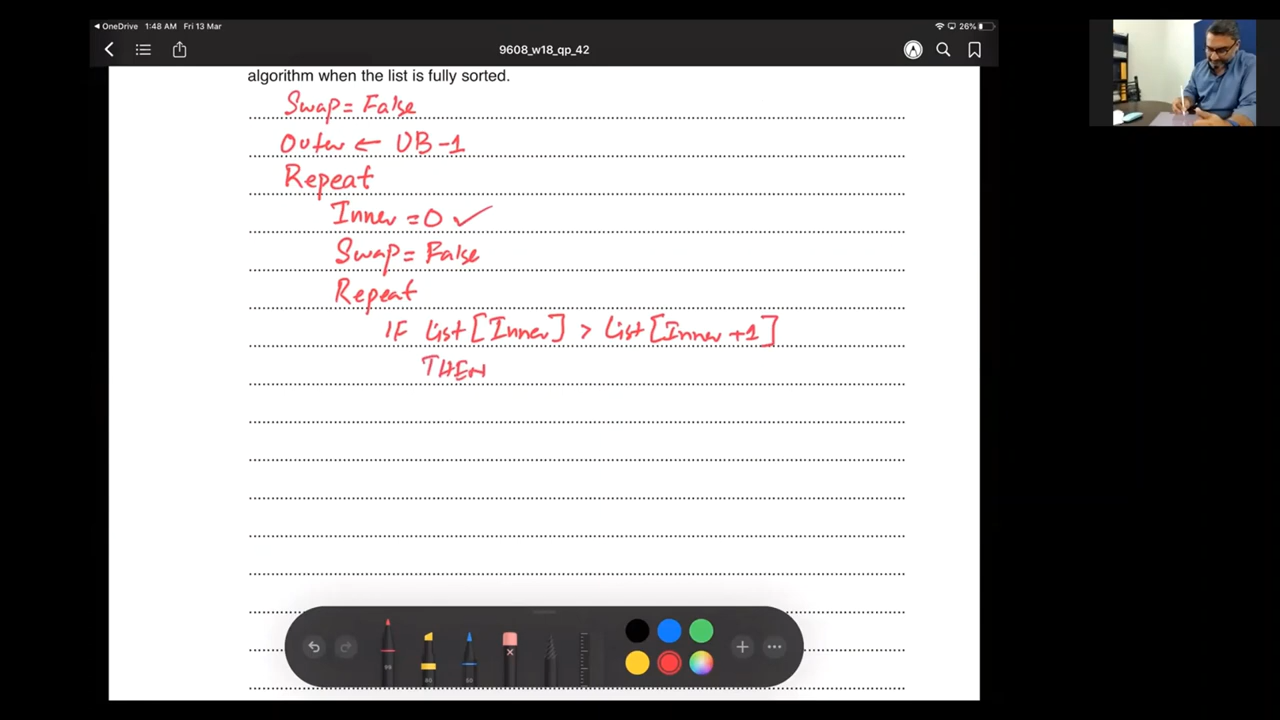 OneDrive 1:48 AM Fri 13 Mar 26%
9608_w18_qp_42
algorithm when the list is fully sorted.
Swap = False
Outer ← UB-1
Repeat
Inner = 0 ✓
Swap = False
Repeat
IF list[Inner] > list[Inner+1]
THEN